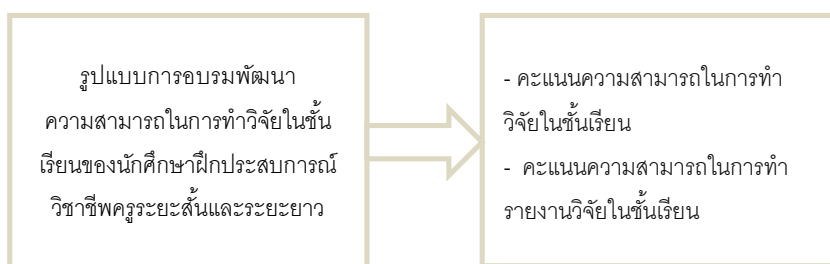 รูปแบบการอบรมพัฒนา
ความสามารถในการทำวิจัยในชั้น
เรียนของนักศึกษาฝึกประสบการณ์
วิชาชีพครูระยะสั้นและระยะยาว
- คะแนนความสามารถในการทำ
วิจัยในชั้นเรียน
- คะแนนความสามารถในการทำ
รายงานวิจัยในชั้นเรียน